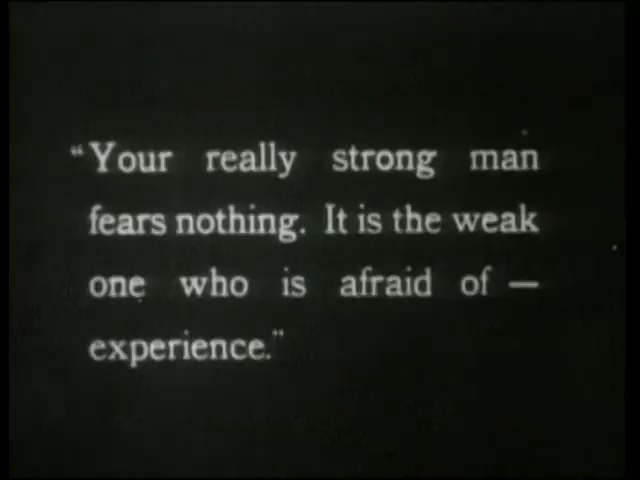 “Your really strong man
fears nothing. It is the weak
one who is afraid of —
experience.”